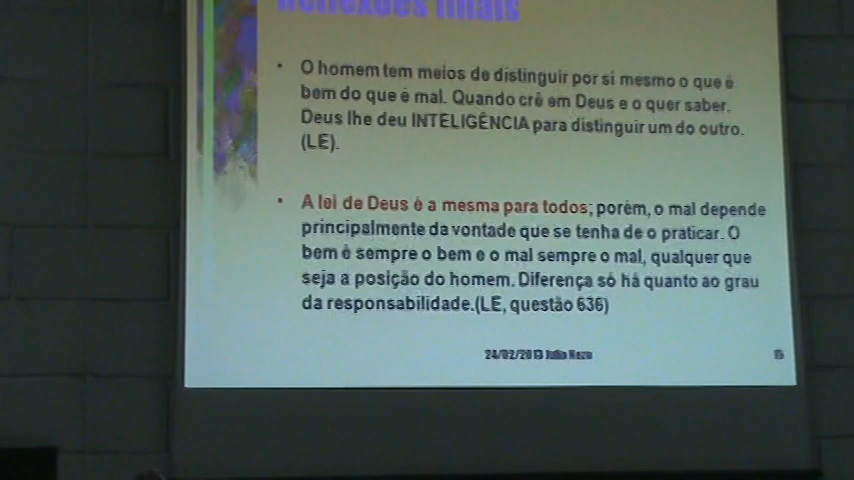 Reflexões finais
• O homem tem meios de distinguir por si mesmo o que é
bem do que é mal. Quando crê em Deus e o quer saber.
Deus lhe deu INTELIGÊNCIA para distinguir um do outro.
(LE).
• A lei de Deus é a mesma para todos; porém, o mal depende
principalmente da vontade que se tenha de o praticar. O
bem é sempre o bem e o mal sempre o mal, qualquer que
seja a posição do homem. Diferença só há quanto ao grau
da responsabilidade.(LE, questão 636)
24/02/2013 Julio